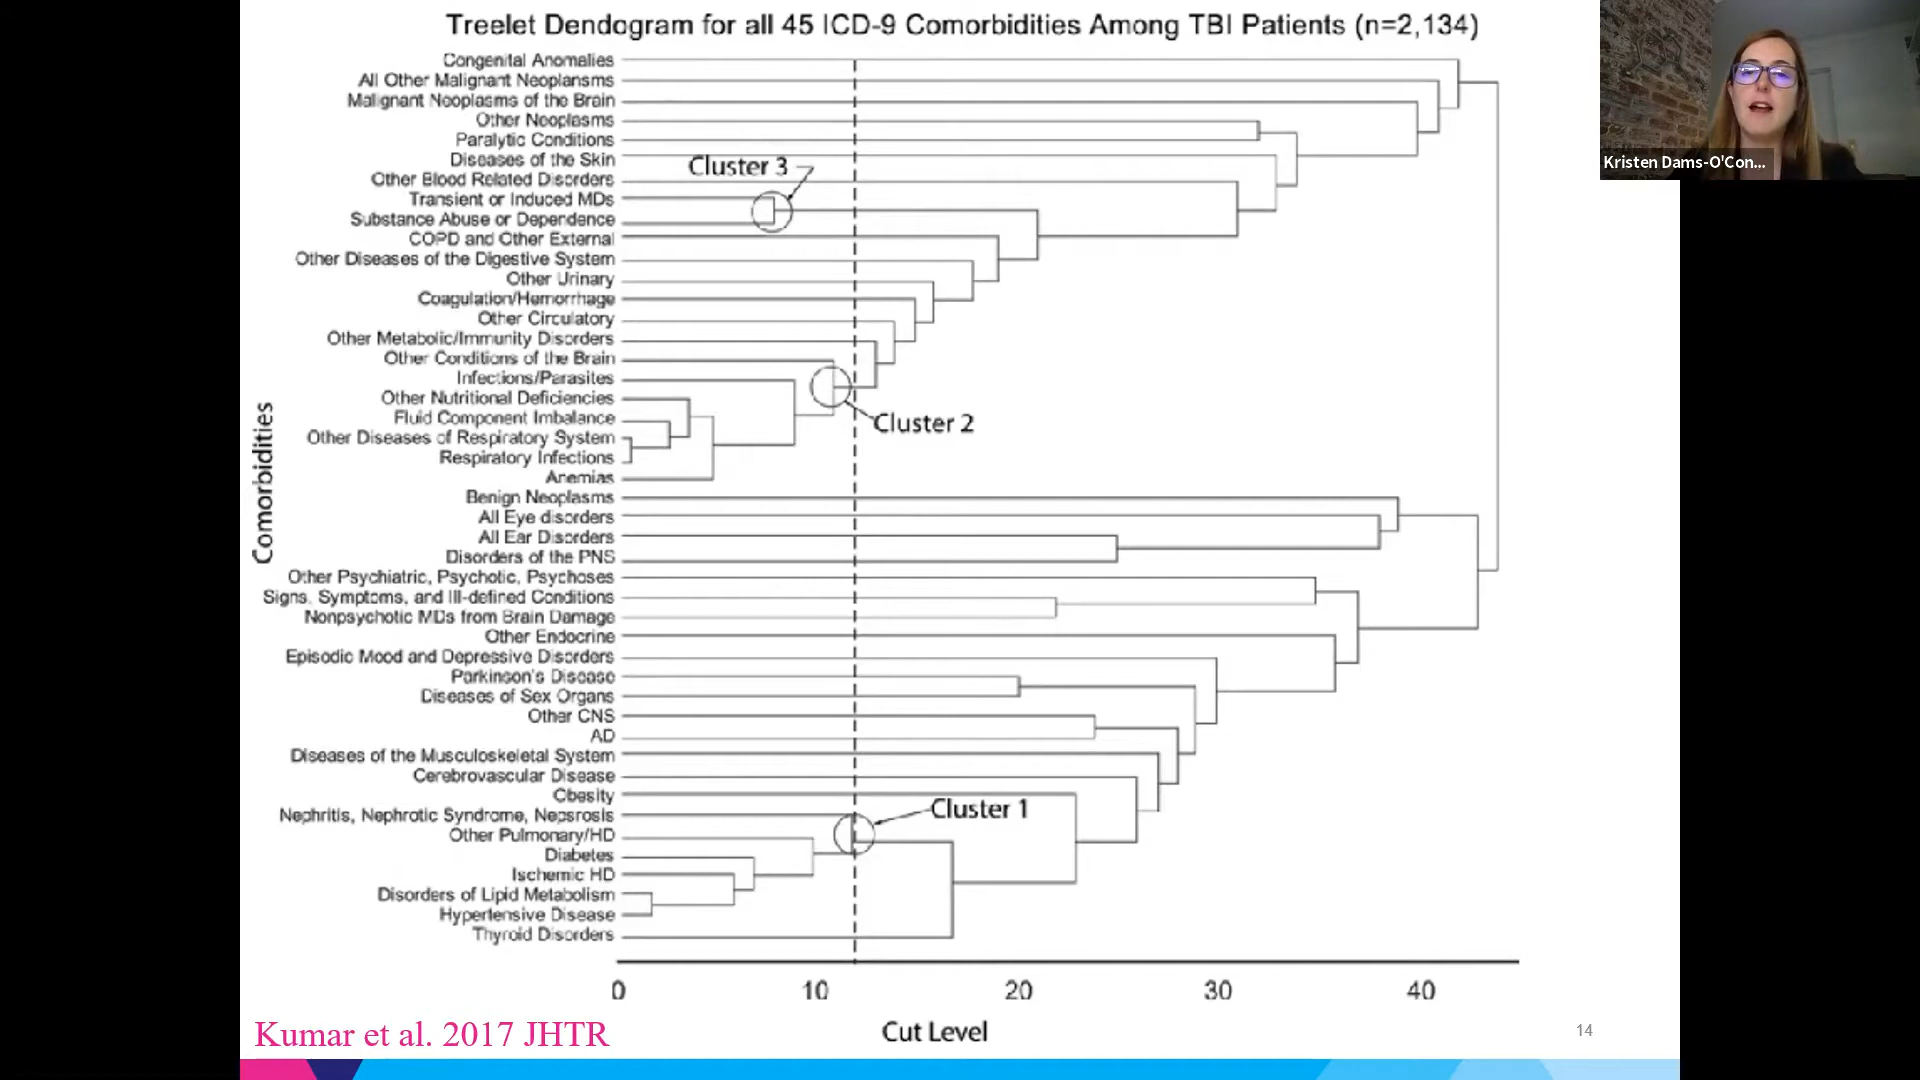 Treelet Dendogram for all 45 ICD-9 Comorbidities Among TBI Patients (n=2,134)
Congenital Anomalies
All Other Malignant Neoplansms
Malignant Neoplasms of the Brain
Other Neoplasms
Paralytic Conditions
Diseases of the Skin
Cluster 3
Other Blood Related Disorders
Transient or Induced MDs
Substance Abuse or Dependence
COPD and Other External
Other Diseases of the Digestive System
Other Urinary
Coagulation/Hemorrhage
Other Circulatory
Other Metabolic/Immunity Disorders
Other Conditions of the Brain
Infections/Parasites
Other Nutritional Deficiencies
Fluid Component Imbalance
Cluster 2
Other Diseases of Respiratory System
Respiratory Infections
Anemias
Benign Neoplasms
All Eye disorders
All Ear Disorders
Disorders of the PNS
Other Psychiatric, Psychotic, Psychoses
Signs, Symptoms, and Ill-defined Conditions
Nonpsychotic MDs from Brain Damage
Other Endocrine
Episodic Mood and Depressive Disorders
Parkinson's Disease
Diseases of Sex Organs
Other CNS
AD
Diseases of the Musculoskeletal System
Cerebrovascular Disease
Obesity
Cluster 1
Nephritis, Nephrotic Syndrome, Nepsrosis
Other Pulmonary/HD
Diabetes
Ischemic HD
Disorders of Lipid Metabolism
Hypertensive Disease
Thyroid Disorders
Comorbidities
0 10 20 30 40
Cut Level
Kumar et al. 2017 JHTR
14
Kristen Dams-O'Con...